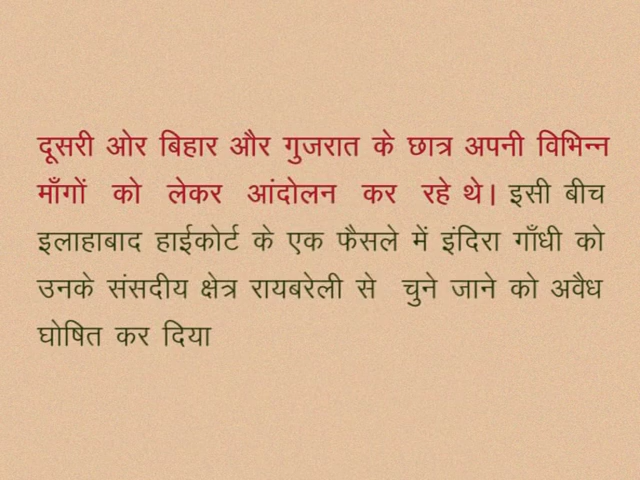 दूसरी ओर बिहार और गुजरात के छात्र अपनी विभिन्न
माँगों को लेकर आंदोलन कर रहे थे। इसी बीच
इलाहाबाद हाईकोर्ट के एक फैसले में इंदिरा गाँधी को
उनके संसदीय क्षेत्र रायबरेली से चुने जाने को अवैध
घोषित कर दिया